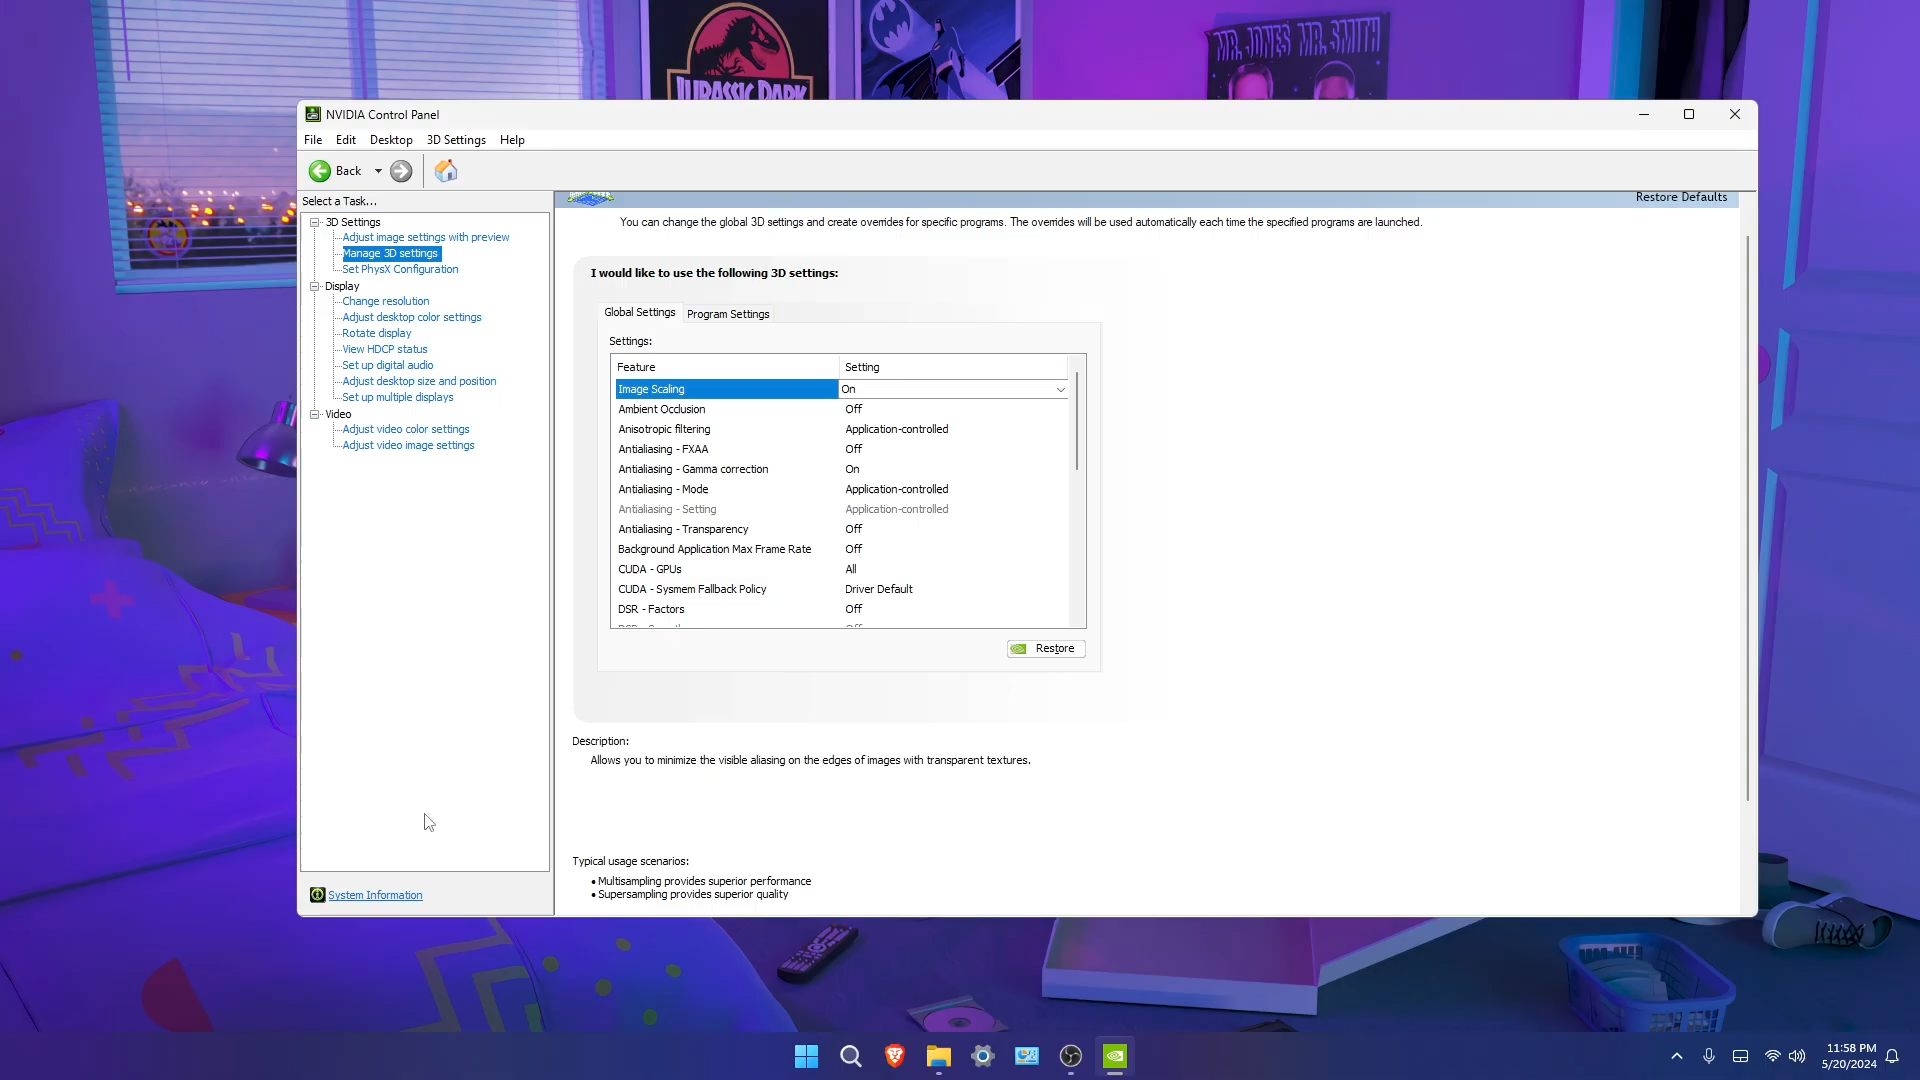 JURASSIC PARK
MR. JONES MR. SMITH
NVIDIA Control Panel
File Edit Desktop 3D Settings Help
Back
Select a Task...
3D Settings
Adjust image settings with preview
Manage 3D settings
Set PhysX Configuration
Display
Change resolution
Adjust desktop color settings
Rotate display
View HDCP status
Set up digital audio
Adjust desktop size and position
Set up multiple displays
Video
Adjust video color settings
Adjust video image settings
System Information
Restore Defaults
You can change the global 3D settings and create overrides for specific programs. The overrides will be used automatically each time the specified programs are launched.
I would like to use the following 3D settings:
Global Settings Program Settings
Settings:
Feature Setting
Image Scaling On
Ambient Occlusion Off
Anisotropic filtering Application-controlled
Antialiasing - FXAA Off
Antialiasing - Gamma correction On
Antialiasing - Mode Application-controlled
Antialiasing - Setting Application-controlled
Antialiasing - Transparency Off
Background Application Max Frame Rate Off
CUDA - GPUs All
CUDA - Sysmem Fallback Policy Driver Default
DSR - Factors Off
Restore
Description:
Allows you to minimize the visible aliasing on the edges of images with transparent textures.
Typical usage scenarios:
• Multisampling provides superior performance
• Supersampling provides superior quality
11:58 PM
5/20/2024